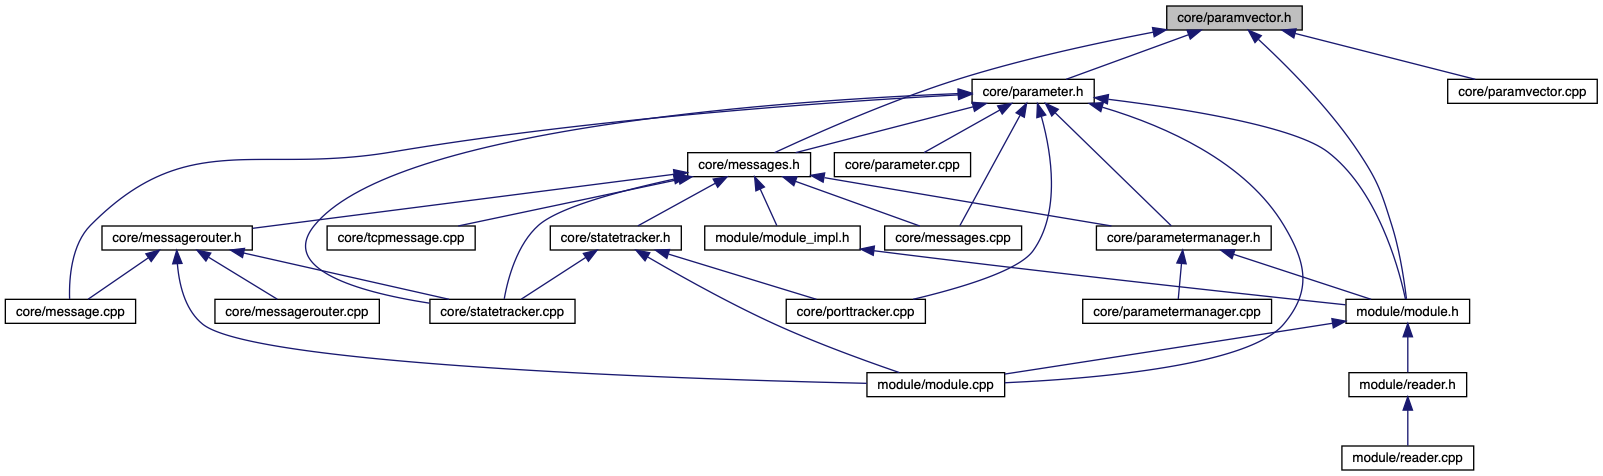 core/paramvector.h
core/parameter.h
core/paramvector.cpp
core/messages.h
core/parameter.cpp
core/messagerouter.h
core/tcpmessage.cpp
core/statetracker.h
module/module_impl.h
core/messages.cpp
core/parametermanager.h
core/message.cpp
core/messagerouter.cpp
core/statetracker.cpp
core/porttracker.cpp
core/parametermanager.cpp
module/module.h
module/module.cpp
module/reader.h
module/reader.cpp